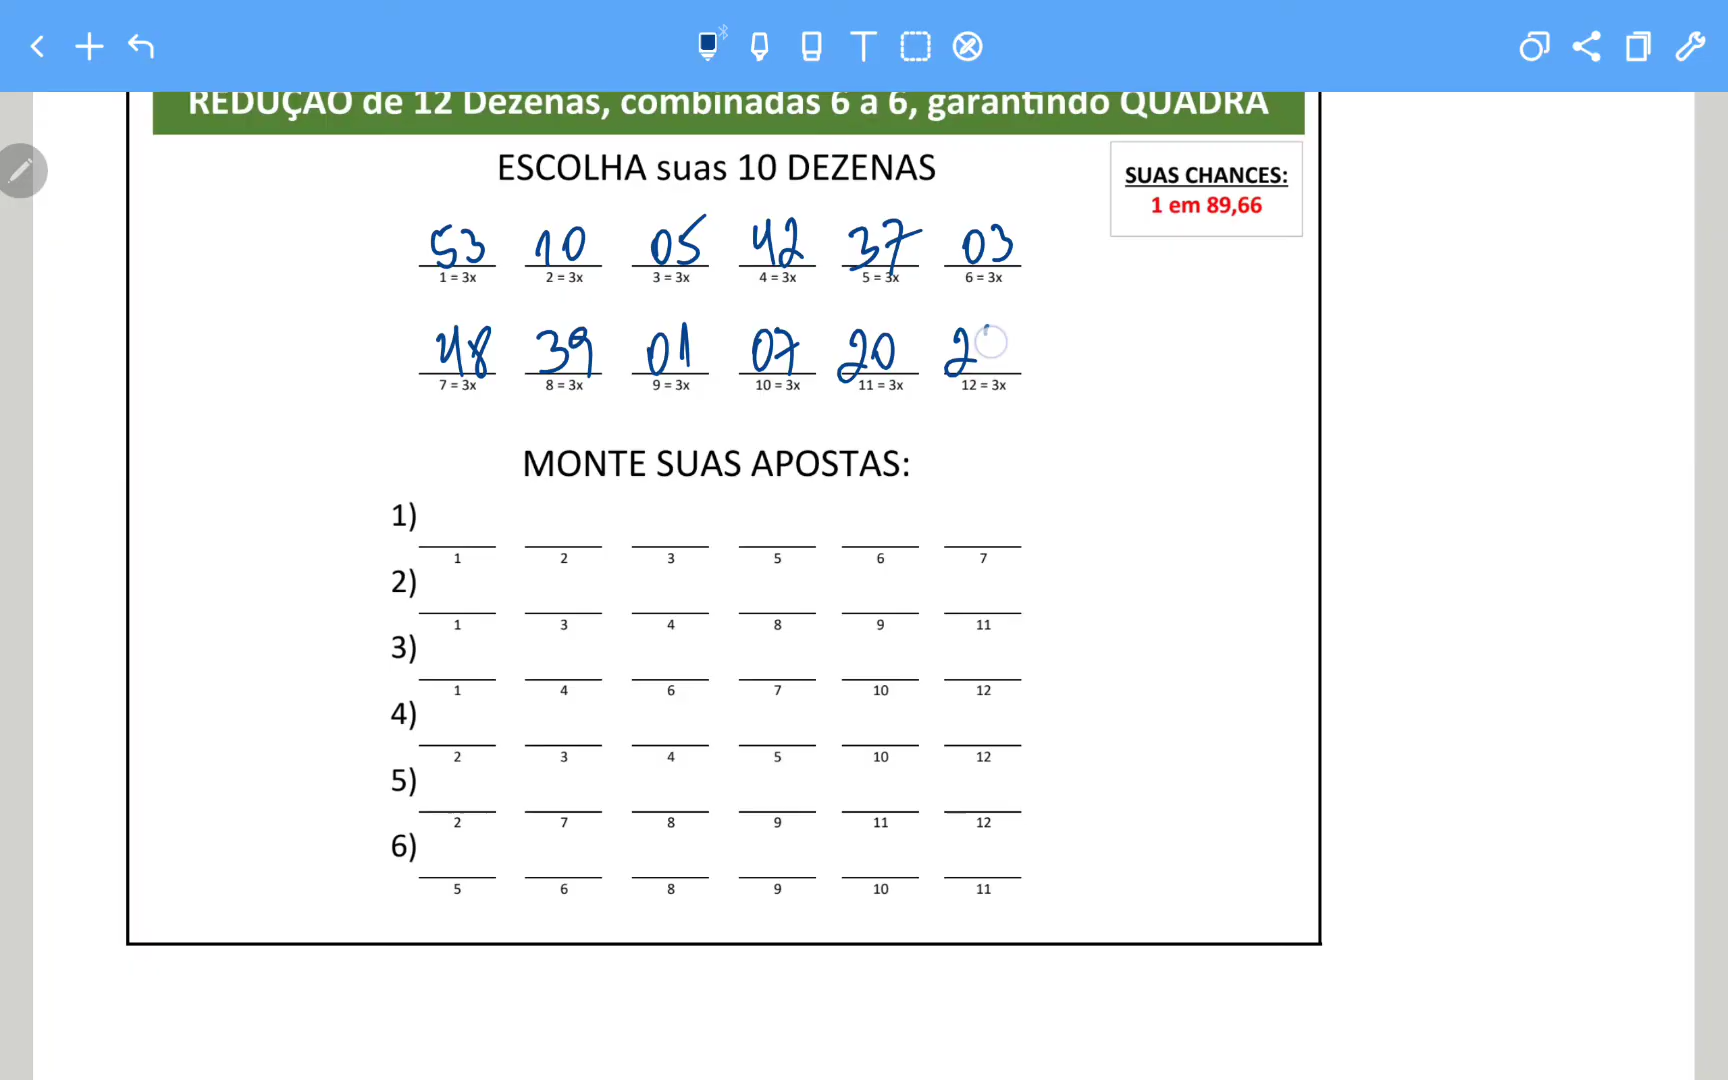 REDUÇÃO de 12 Dezenas, combinadas 6 a 6, garantindo QUADRA
ESCOLHA suas 10 DEZENAS
SUAS CHANCES:
1 em 89,66
53 10 05 42 37 03
1 = 3x 2 = 3x 3 = 3x 4 = 3x 5 = 3x 6 = 3x
48 39 01 07 20
7 = 3x 8 = 3x 9 = 3x 10 = 3x 11 = 3x 12 = 3x
MONTE SUAS APOSTAS:
1)
1 2 3 5 6 7
2)
1 3 4 8 9 11
3)
1 4 6 7 10 12
4)
2 3 4 5 10 12
5)
2 7 8 9 11 12
6)
5 6 8 9 10 11